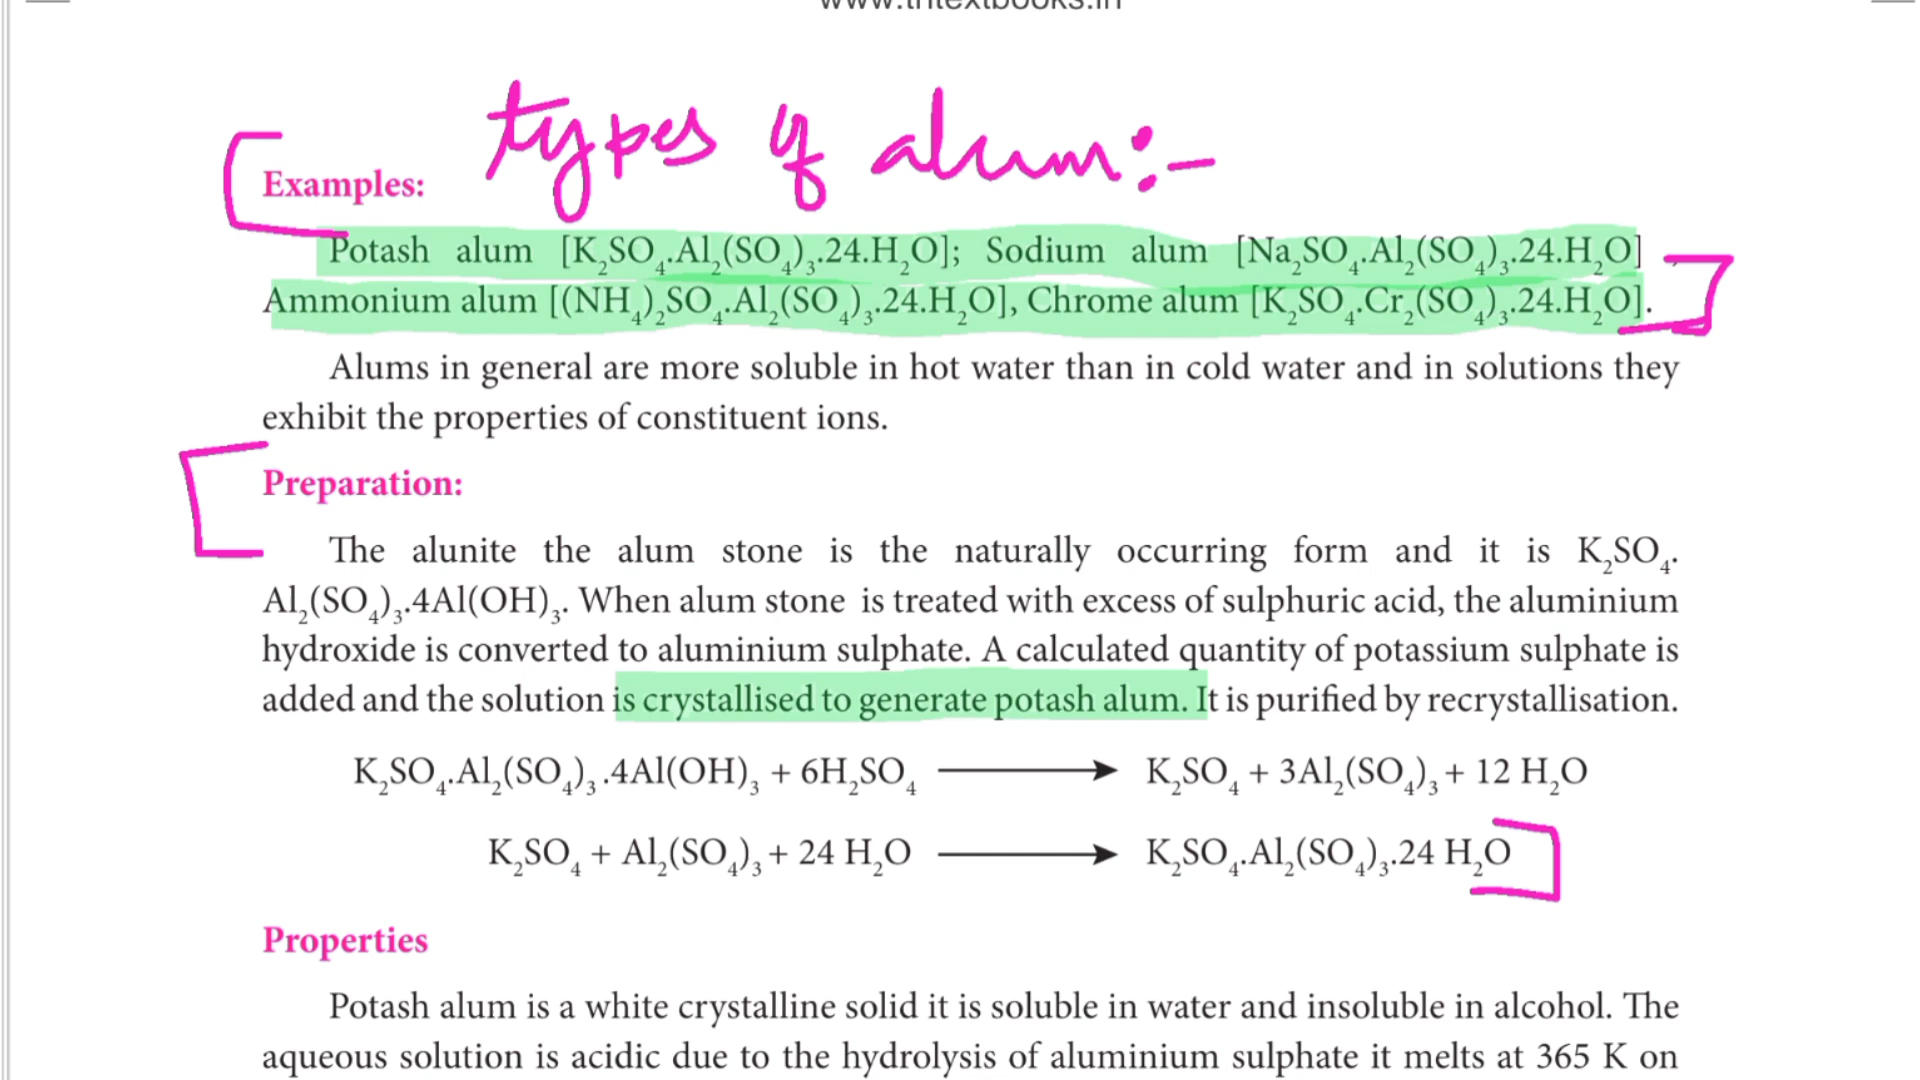 www.tntextbooks.in
types of alum:-
Examples:
Potash alum [K₂SO₄.Al₂(SO₄)₃.24.H₂O]; Sodium alum [Na₂SO₄.Al₂(SO₄)₃.24.H₂O]
Ammonium alum [(NH₄)₂SO₄.Al₂(SO₄)₃.24.H₂O], Chrome alum [K₂SO₄.Cr₂(SO₄)₃.24.H₂O].
Alums in general are more soluble in hot water than in cold water and in solutions they
exhibit the properties of constituent ions.
Preparation:
The alunite the alum stone is the naturally occurring form and it is K₂SO₄.
Al₂(SO₄)₃.4Al(OH)₃. When alum stone is treated with excess of sulphuric acid, the aluminium
hydroxide is converted to aluminium sulphate. A calculated quantity of potassium sulphate is
added and the solution is crystallised to generate potash alum. It is purified by recrystallisation.
K₂SO₄.Al₂(SO₄)₃.4Al(OH)₃ + 6H₂SO₄ ⟶ K₂SO₄ + 3Al₂(SO₄)₃ + 12 H₂O
K₂SO₄ + Al₂(SO₄)₃ + 24 H₂O ⟶ K₂SO₄.Al₂(SO₄)₃.24 H₂O
Properties
Potash alum is a white crystalline solid it is soluble in water and insoluble in alcohol. The
aqueous solution is acidic due to the hydrolysis of aluminium sulphate it melts at 365 K on